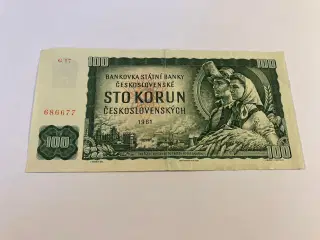 100
BANKOVKA STÁTNÍ BANKY
ČESKOSLOVENSKÉ
STO KORUN
ČESKOSLOVENSKÝCH
1961
686677
100
100